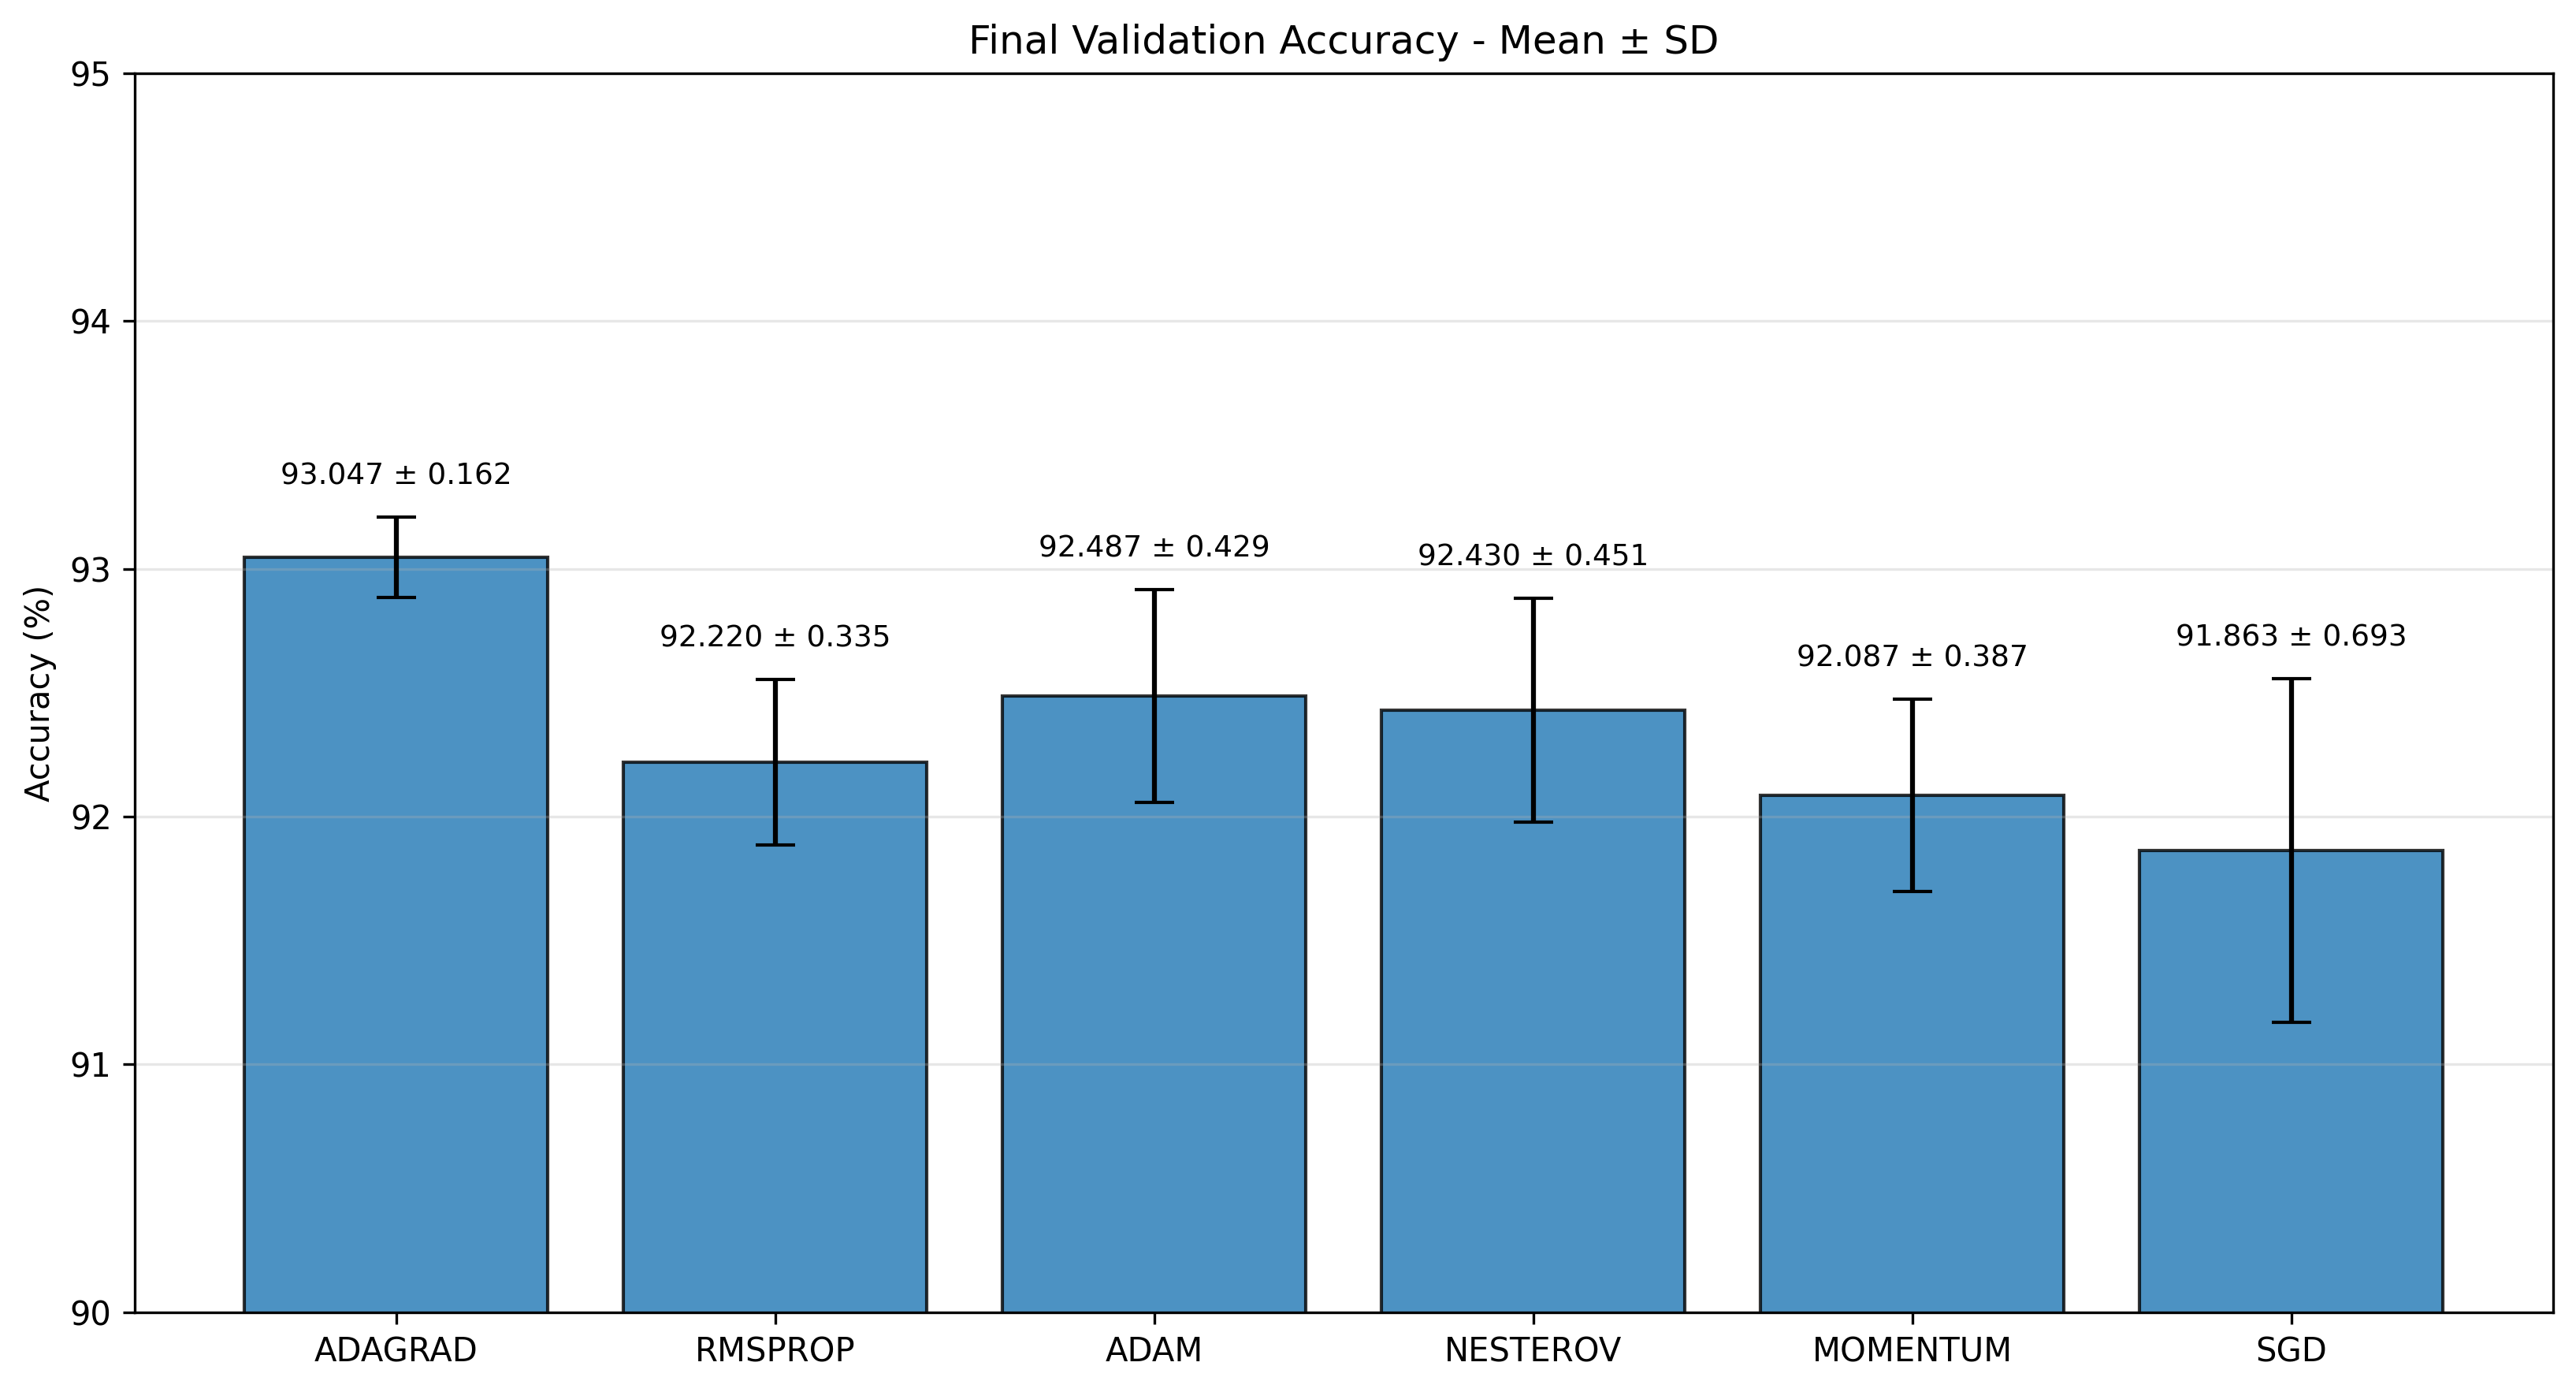 Final Validation Accuracy - Mean ± SD
95
94
93
92
91
90
Accuracy (%)
93.047 ± 0.162
92.220 ± 0.335
92.487 ± 0.429
92.430 ± 0.451
92.087 ± 0.387
91.863 ± 0.693
ADAGRAD
RMSPROP
ADAM
NESTEROV
MOMENTUM
SGD